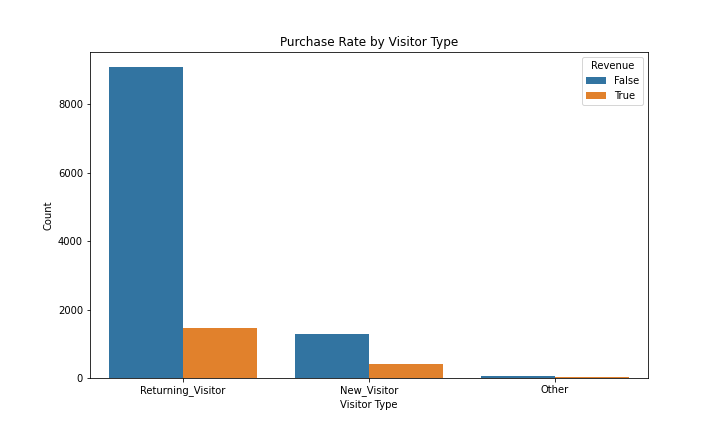 Purchase Rate by Visitor Type
Revenue
False
True
8000
6000
4000
2000
0
Count
Returning_Visitor
New_Visitor
Other
Visitor Type